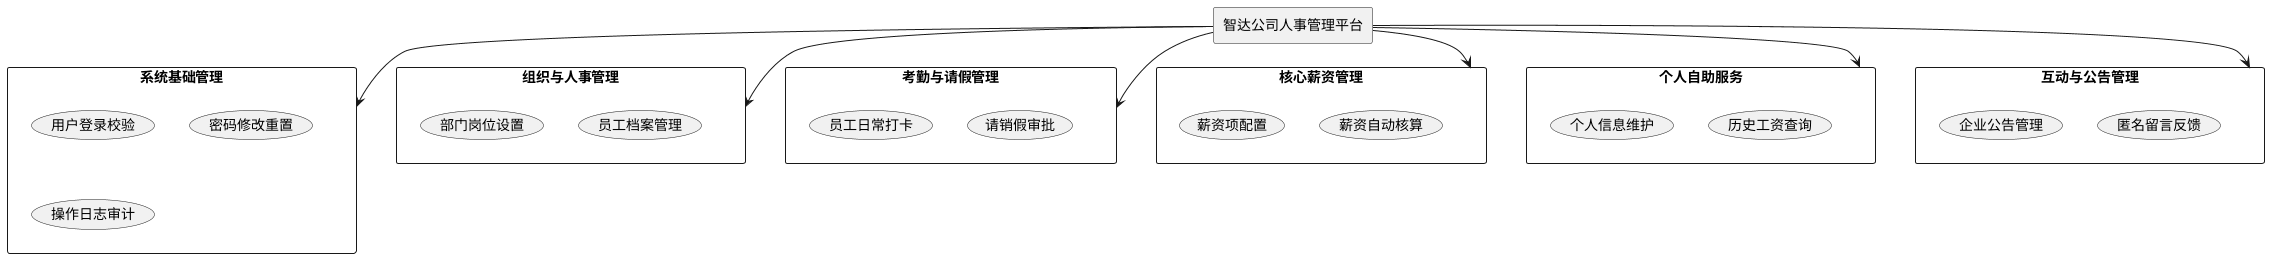 智达公司人事管理平台
系统基础管理
用户登录校验
密码修改重置
操作日志审计
组织与人事管理
部门岗位设置
员工档案管理
考勤与请假管理
员工日常打卡
请销假审批
核心薪资管理
薪资项配置
薪资自动核算
个人自助服务
个人信息维护
历史工资查询
互动与公告管理
企业公告管理
匿名留言反馈